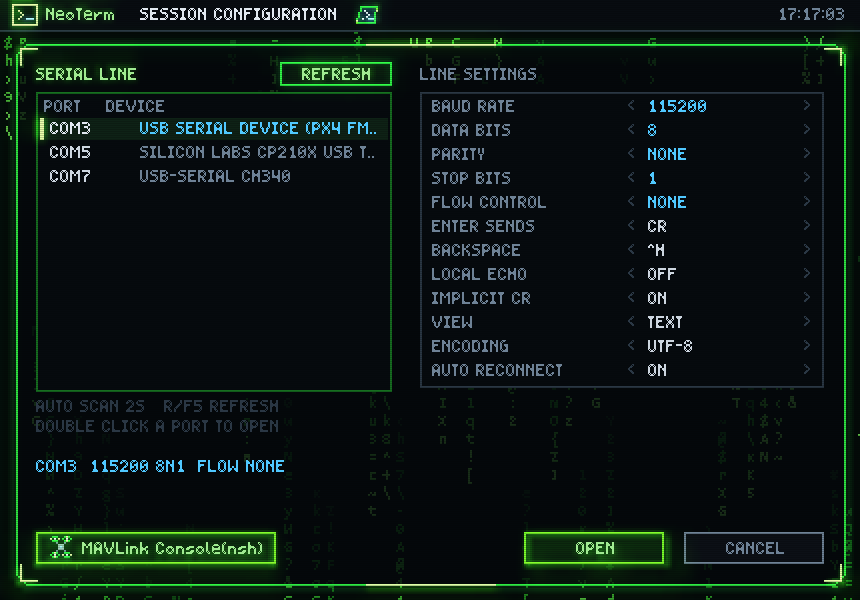 NeoTerm SESSION CONFIGURATION 17:17:03
SERIAL LINE
REFRESH
PORT DEVICE
COM3 USB SERIAL DEVICE (PX4 FM..
COM5 SILICON LABS CP210X USB T..
COM7 USB-SERIAL CH340
AUTO SCAN 2S R/F5 REFRESH
DOUBLE CLICK A PORT TO OPEN
COM3 115200 8N1 FLOW NONE
MAVLink Console(nsh)
LINE SETTINGS
BAUD RATE < 115200 >
DATA BITS < 8 >
PARITY < NONE >
STOP BITS < 1 >
FLOW CONTROL < NONE >
ENTER SENDS < CR >
BACKSPACE < ^H >
LOCAL ECHO < OFF >
IMPLICIT CR < ON >
VIEW < TEXT >
ENCODING < UTF-8 >
AUTO RECONNECT < ON >
OPEN
CANCEL